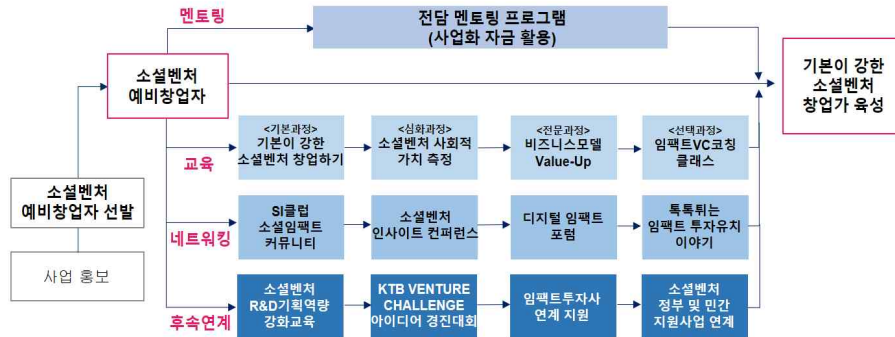 멘토링
전담 멘토링 프로그램
(사업화 자금 활용)
소셜벤처
예비창업자
기본이 강한
소셜벤처
창업가 육성
교육
<기본과정>
기본이 강한
소셜벤처 창업하기
<심화과정>
소셜벤처 사회적
가치 측정
<전문과정>
비즈니스모델
Value-Up
<선택과정>
임팩트VC코칭
클래스
소셜벤처
예비창업자 선발
사업 홍보
네트워킹
SI클럽
소셜임팩트
커뮤니티
소셜벤처
인사이트 컨퍼런스
디지털 임팩트
포럼
톡톡튀는
임팩트 투자유치
이야기
후속연계
소셜벤처
R&D기획역량
강화교육
KTB VENTURE
CHALLENGE
아이디어 경진대회
임팩트투자사
연계 지원
소셜벤처
정부 및 민간
지원사업 연계